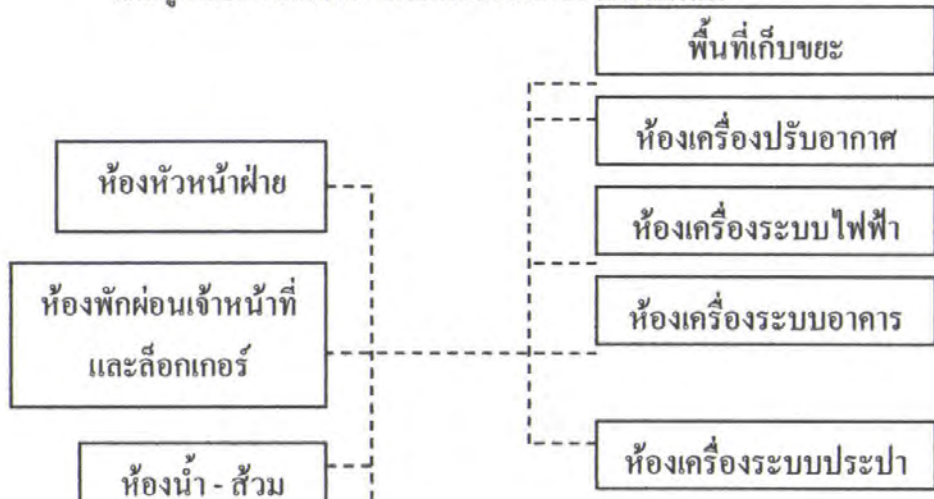 พื้นที่เก็บขยะ
ห้องเครื่องปรับอากาศ
ห้องหัวหน้าฝ่าย
ห้องเครื่องระบบไฟฟ้า
ห้องพักผ่อนเจ้าหน้าที่
และล็อกเกอร์
ห้องเครื่องระบบอาคาร
ห้องน้ำ - ส้วม
ห้องเครื่องระบบประปา